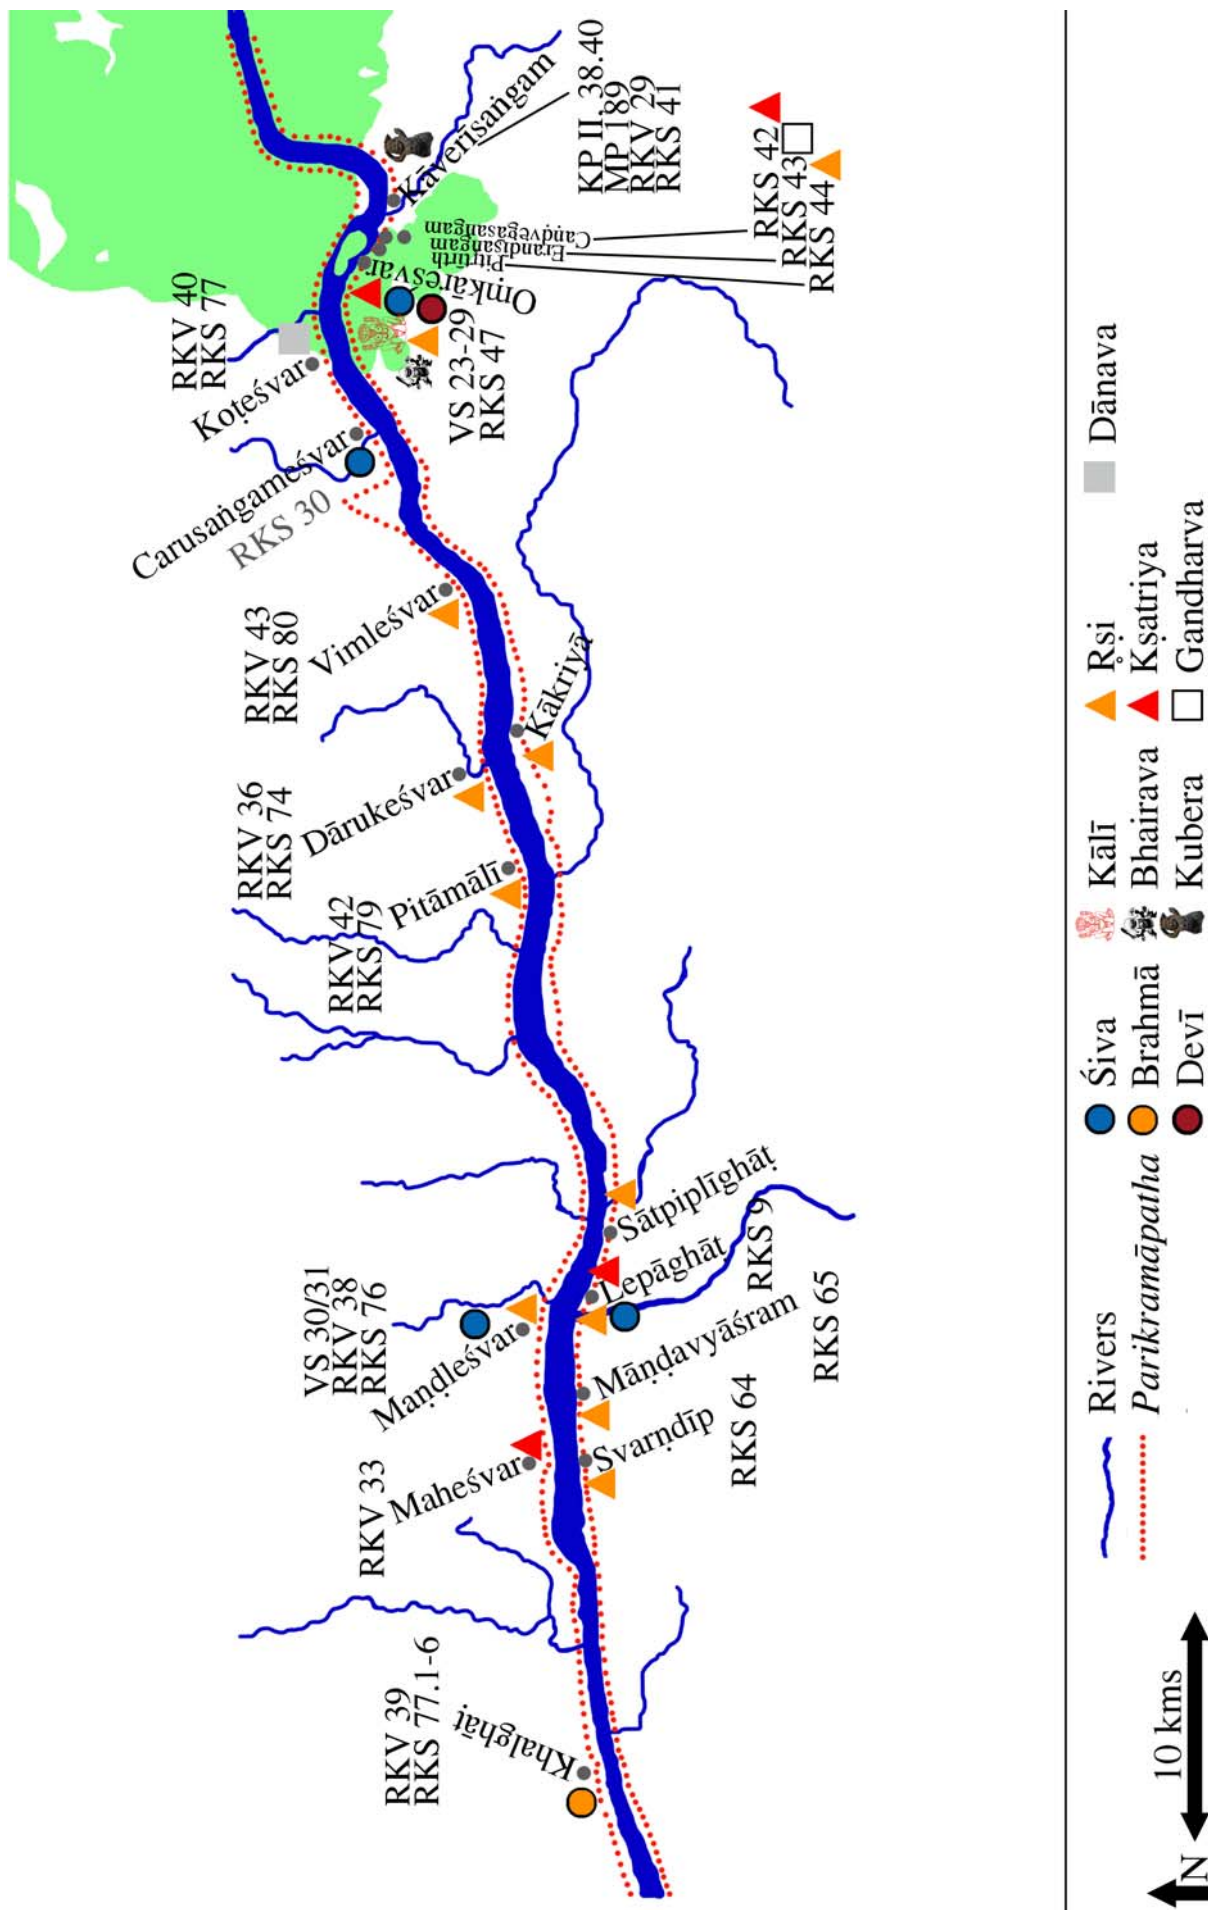 RKV 39
RKS 77.1-6
Khalghāṭ
RKV 33
Maheśvar
VS 30/31
RKV 38
RKS 76
Maṇḍleśvar
Svarṇdīp
RKS 64
Māṇḍavyāśram
RKS 65
Lepāghāṭ
RKS 9
Sātpiplīghāṭ
RKV 42
RKS 79
Pitāmālī
RKV 36
RKS 74
Dārukeśvar
Kākriyā
RKV 43
RKS 80
Vimleśvar
RKS 30
Carusaṅgameśvar
Koṭeśvar
RKV 40
RKS 77
VS 23-29
RKS 47
Oṃkāreśvar
Pitṛtīrth
Eraṇḍīsaṅgam
Caṇḍvegasaṅgam
Kāverīsaṅgam
KP II, 38.40
MP 189
RKV 29
RKS 41
RKS 42
RKS 43
RKS 44
N
10 kms
Rivers
Parikramāpatha
Śiva
Brahmā
Devī
Kālī
Bhairava
Kubera
Ṛṣi
Kṣatriya
Gandharva
Dānava